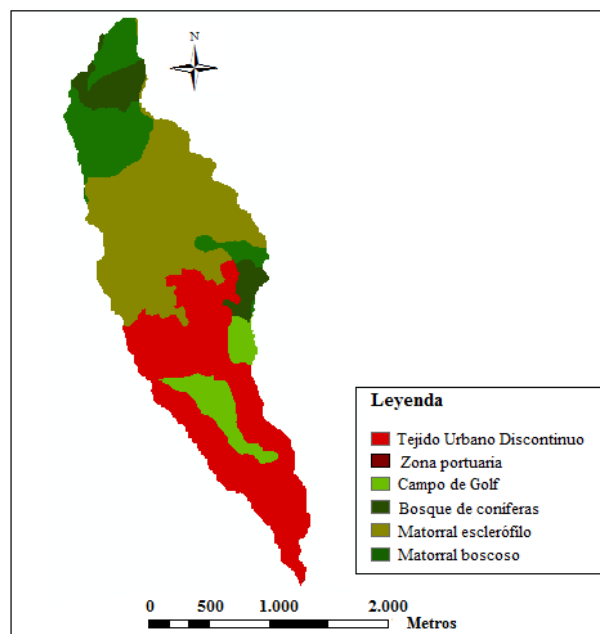 N
Leyenda
Tejido Urbano Discontinuo
Zona portuaria
Campo de Golf
Bosque de coníferas
Matorral esclerófilo
Matorral boscoso
0 500 1.000 2.000
Metros